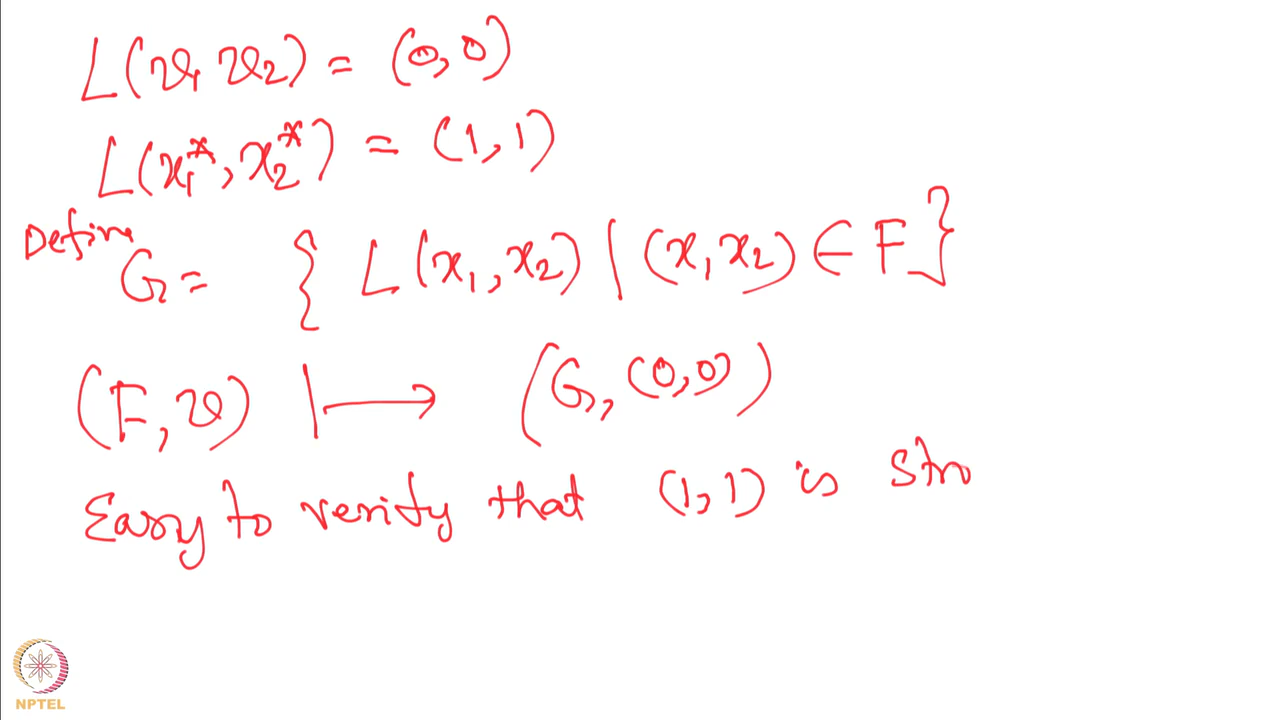 L(v₁ v₂) = (0,0)
L(x₁*, x₂*) = (1,1)
Define
G = { L(x₁, x₂) | (x, x₂) ∈ F }
(F, v) ↦ (G, (0,0))
Easy to verify that (1,1) is stro
NPTEL